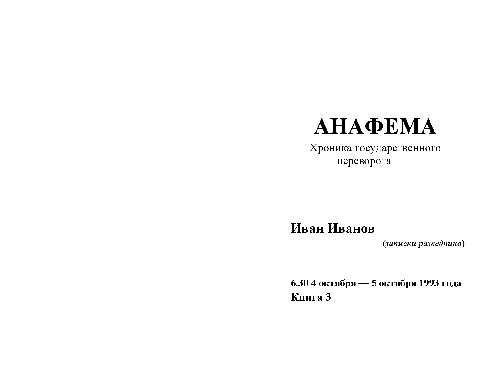 АНАФЕМА
Хроника государственного
переворота
Иван Иванов
(записки разведчика)
6.30 4 октября — 5 октября 1993 года
Книга 3